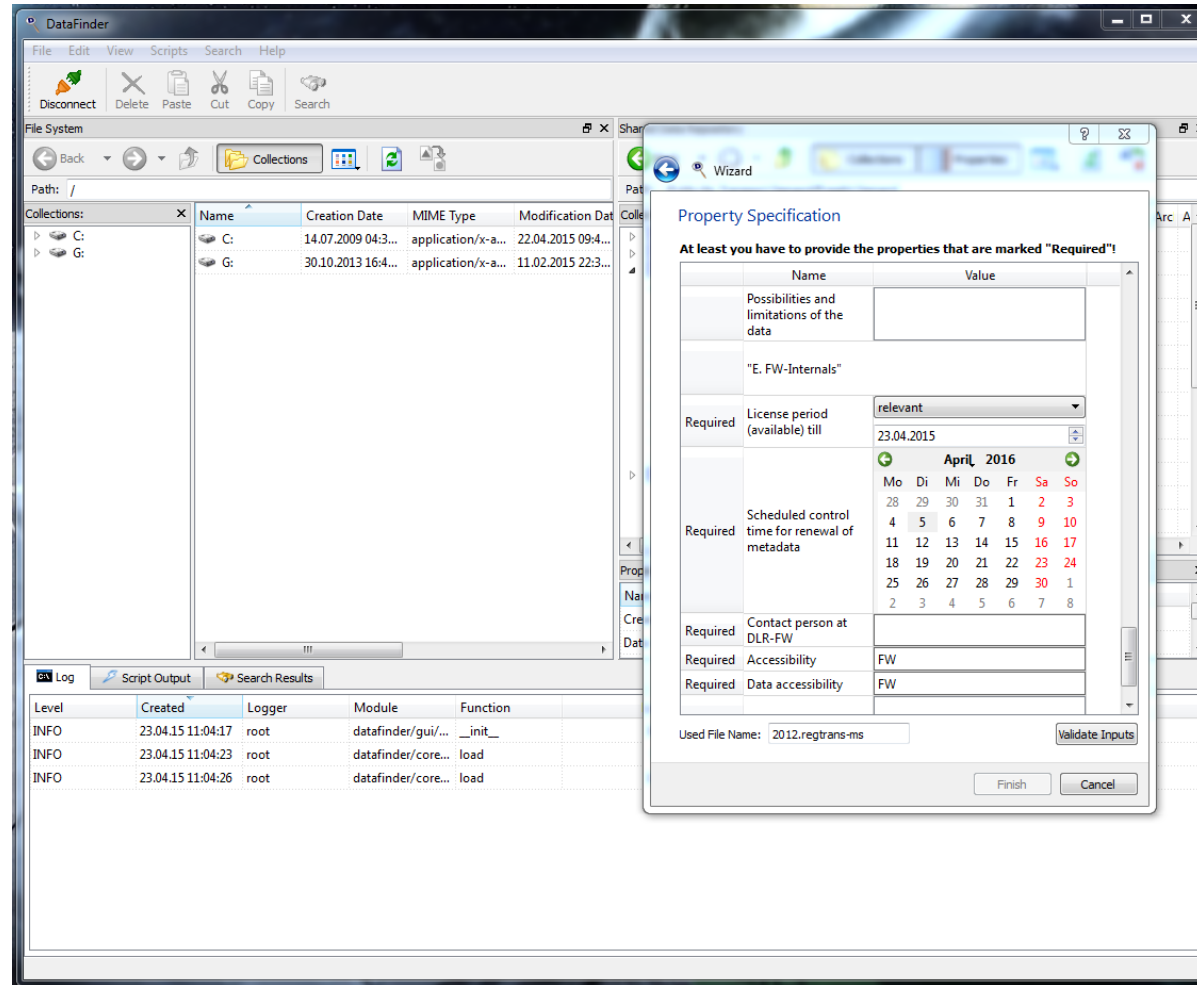 DataFinder
File Edit View Scripts Search Help
Disconnect Delete Paste Cut Copy Search
File System
Back Collections
Path: /
Collections:
C:
G:
Name Creation Date MIME Type Modification Dat
C: 14.07.2009 04:3... application/x-a... 22.04.2015 09:4...
G: 30.10.2013 16:4... application/x-a... 11.02.2015 22:3...
Shar
Pat
Colle
Arc A
Prop
Nar
Cre
Dat
Wizard
Property Specification
At least you have to provide the properties that are marked "Required"!
Name Value
Possibilities and
limitations of the
data
"E. FW-Internals"
Required License period
(available) till
relevant
23.04.2015
Required Scheduled control
time for renewal of
metadata
April, 2016
Mo Di Mi Do Fr Sa So
28 29 30 31 1 2 3
4 5 6 7 8 9 10
11 12 13 14 15 16 17
18 19 20 21 22 23 24
25 26 27 28 29 30 1
2 3 4 5 6 7 8
Required Contact person at
DLR-FW
Required Accessibility FW
Required Data accessibility FW
Used File Name: 2012.regtrans-ms Validate Inputs
Finish Cancel
Log Script Output Search Results
Level Created Logger Module Function
INFO 23.04.15 11:04:17 root datafinder/gui/... __init__
INFO 23.04.15 11:04:23 root datafinder/core... load
INFO 23.04.15 11:04:26 root datafinder/core... load